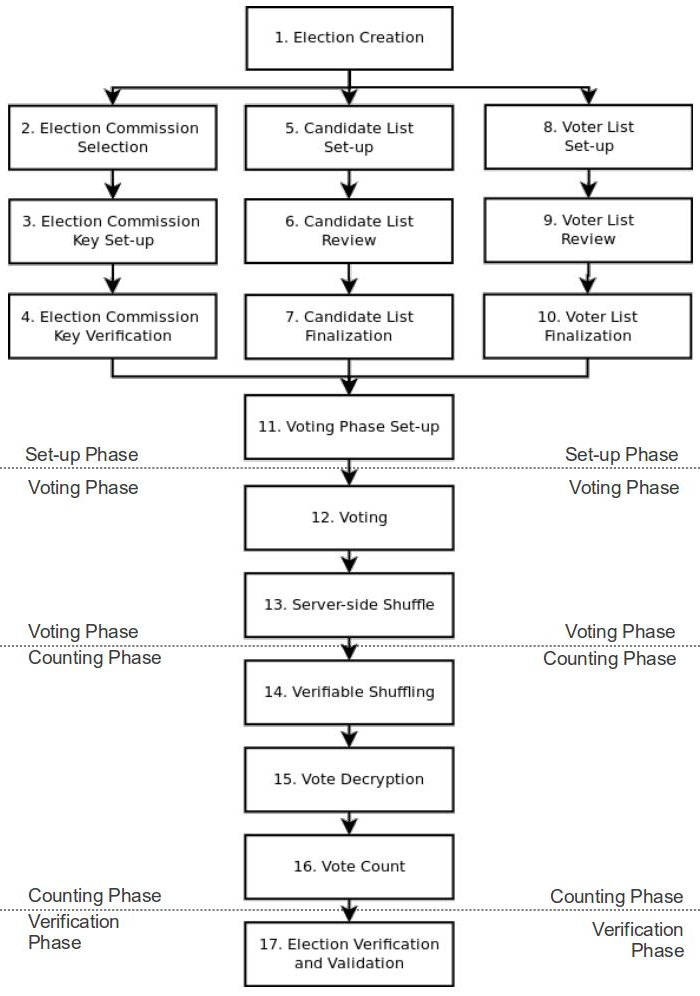 1. Election Creation
2. Election Commission
Selection
5. Candidate List
Set-up
8. Voter List
Set-up
3. Election Commission
Key Set-up
6. Candidate List
Review
9. Voter List
Review
4. Election Commission
Key Verification
7. Candidate List
Finalization
10. Voter List
Finalization
11. Voting Phase Set-up
Set-up Phase
Set-up Phase
Voting Phase
Voting Phase
12. Voting
13. Server-side Shuffle
Voting Phase
Voting Phase
Counting Phase
Counting Phase
14. Verifiable Shuffling
15. Vote Decryption
16. Vote Count
Counting Phase
Counting Phase
Verification
Phase
Verification
Phase
17. Election Verification
and Validation